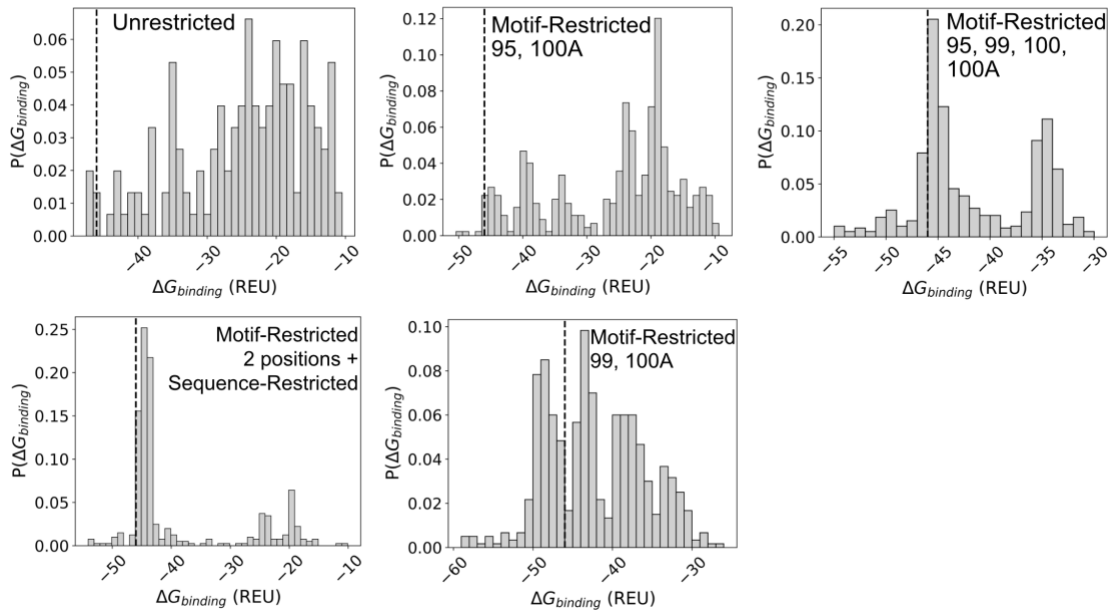 Unrestricted
P(ΔG_binding)
0.06
0.05
0.04
0.03
0.02
0.01
0.00
−40
−30
−20
−10
ΔG_binding (REU)
Motif-Restricted
95, 100A
P(ΔG_binding)
0.12
0.10
0.08
0.06
0.04
0.02
0.00
−50
−40
−30
−20
−10
ΔG_binding (REU)
Motif-Restricted
95, 99, 100,
100A
P(ΔG_binding)
0.20
0.15
0.10
0.05
0.00
−55
−50
−45
−40
−35
−30
ΔG_binding (REU)
Motif-Restricted
2 positions +
Sequence-Restricted
P(ΔG_binding)
0.25
0.20
0.15
0.10
0.05
0.00
−50
−40
−30
−20
−10
ΔG_binding (REU)
Motif-Restricted
99, 100A
P(ΔG_binding)
0.10
0.08
0.06
0.04
0.02
0.00
−60
−50
−40
−30
ΔG_binding (REU)